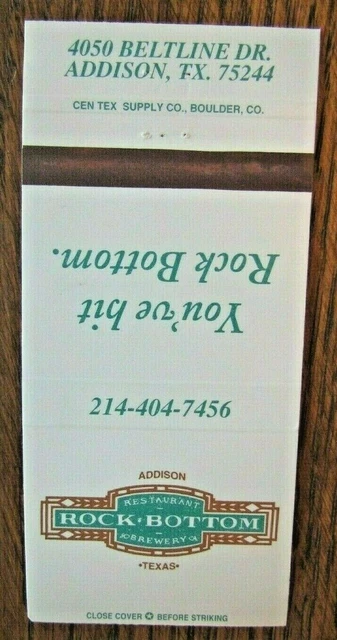 4050 BELTLINE DR.
ADDISON, TX. 75244
CEN TEX SUPPLY CO., BOULDER, CO.
You've hit
Rock Bottom.
214-404-7456
ADDISON
RESTAURANT
ROCK·BOTTOM
BREWERY
•TEXAS•
CLOSE COVER ✪ BEFORE STRIKING